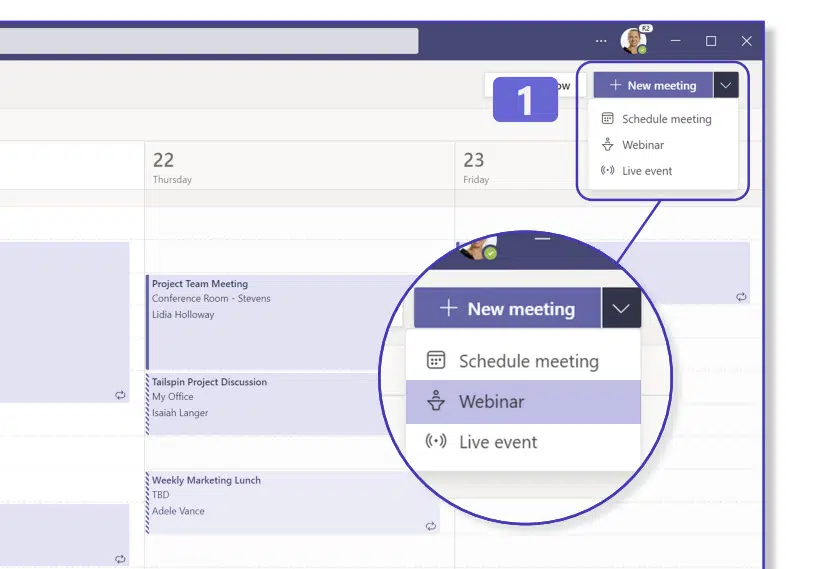 ...
R2
1
ow
+ New meeting
Schedule meeting
Webinar
Live event
22
Thursday
23
Friday
Project Team Meeting
Conference Room - Stevens
Lidia Holloway
Tailspin Project Discussion
My Office
Isaiah Langer
Weekly Marketing Lunch
TBD
Adele Vance
+ New meeting
Schedule meeting
Webinar
Live event